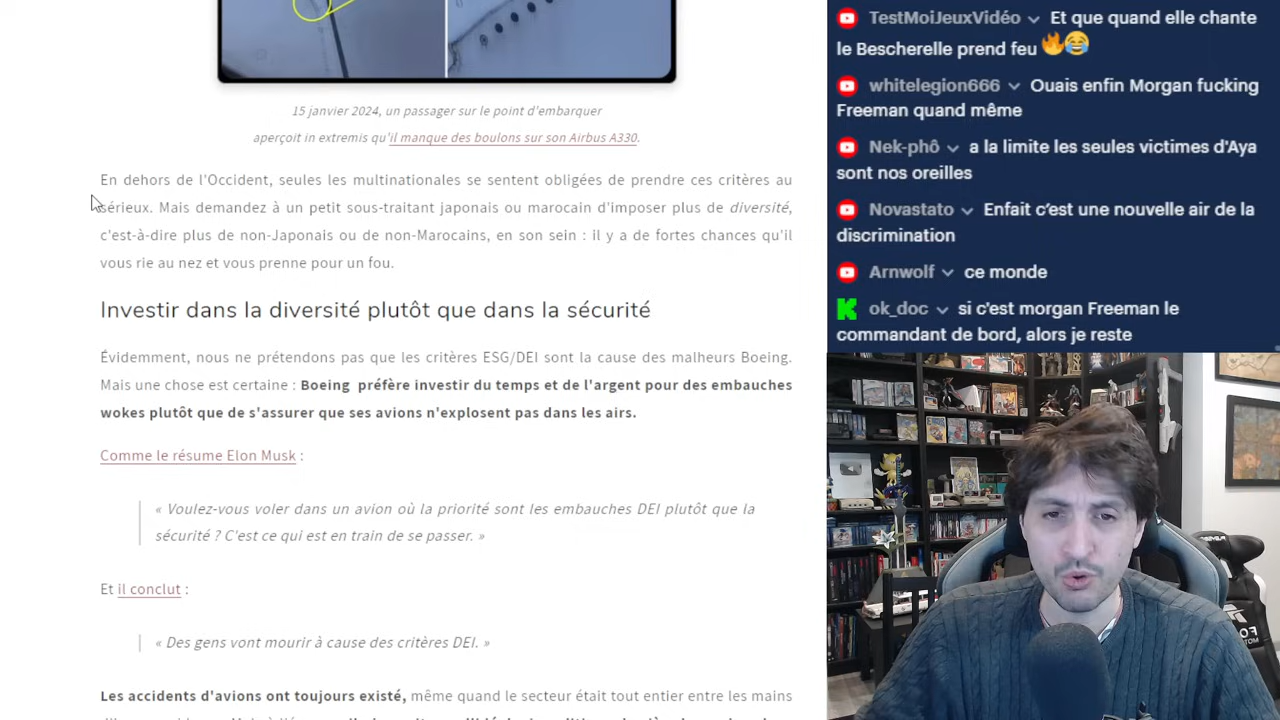 15 janvier 2024, un passager sur le point d'embarquer
aperçoit in extremis qu'il manque des boulons sur son Airbus A330.
En dehors de l'Occident, seules les multinationales se sentent obligées de prendre ces critères au
sérieux. Mais demandez à un petit sous-traitant japonais ou marocain d'imposer plus de diversité,
c'est-à-dire plus de non-Japonais ou de non-Marocains, en son sein : il y a de fortes chances qu'il
vous rie au nez et vous prenne pour un fou.
Investir dans la diversité plutôt que dans la sécurité
Évidemment, nous ne prétendons pas que les critères ESG/DEI sont la cause des malheurs Boeing.
Mais une chose est certaine : Boeing préfère investir du temps et de l'argent pour des embauches
wokes plutôt que de s'assurer que ses avions n'explosent pas dans les airs.
Comme le résume Elon Musk :
« Voulez-vous voler dans un avion où la priorité sont les embauches DEI plutôt que la
sécurité ? C'est ce qui est en train de se passer. »
Et il conclut :
« Des gens vont mourir à cause des critères DEI. »
Les accidents d'avions ont toujours existé, même quand le secteur était tout entier entre les mains
TestMoiJeuxVidéo Et que quand elle chante
le Bescherelle prend feu 🔥😂
whitelegion666 Ouais enfin Morgan fucking
Freeman quand même
Nek-phô a la limite les seules victimes d'Aya
sont nos oreilles
Novastato Enfait c’est une nouvelle air de la
discrimination
Arnwolf ce monde
ok_doc si c'est morgan Freeman le
commandant de bord, alors je reste